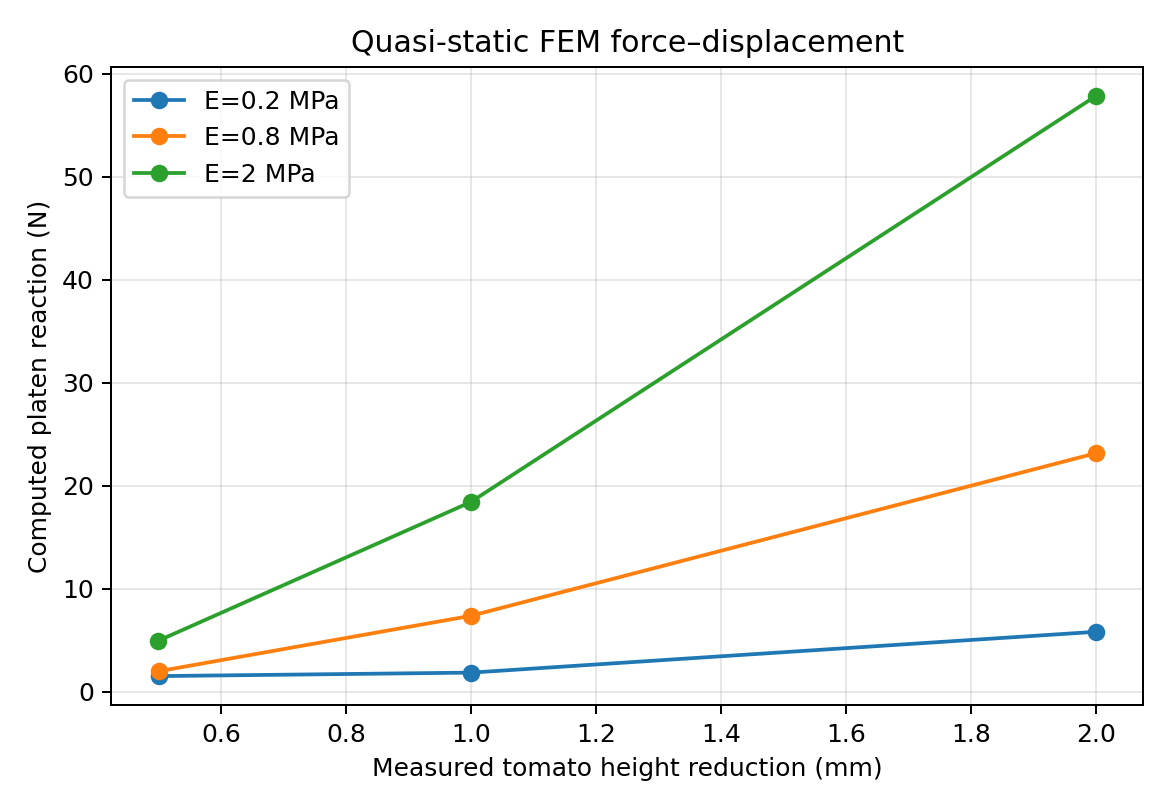 Quasi-static FEM force–displacement
E=0.2 MPa
E=0.8 MPa
E=2 MPa
Computed platen reaction (N)
60
50
40
30
20
10
0
0.6 0.8 1.0 1.2 1.4 1.6 1.8 2.0
Measured tomato height reduction (mm)